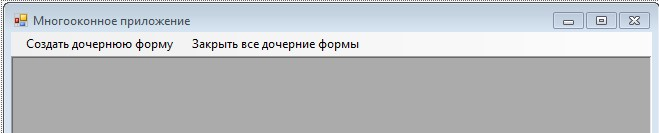 Многооконное приложение
Создать дочернюю форму Закрыть все дочерние формы